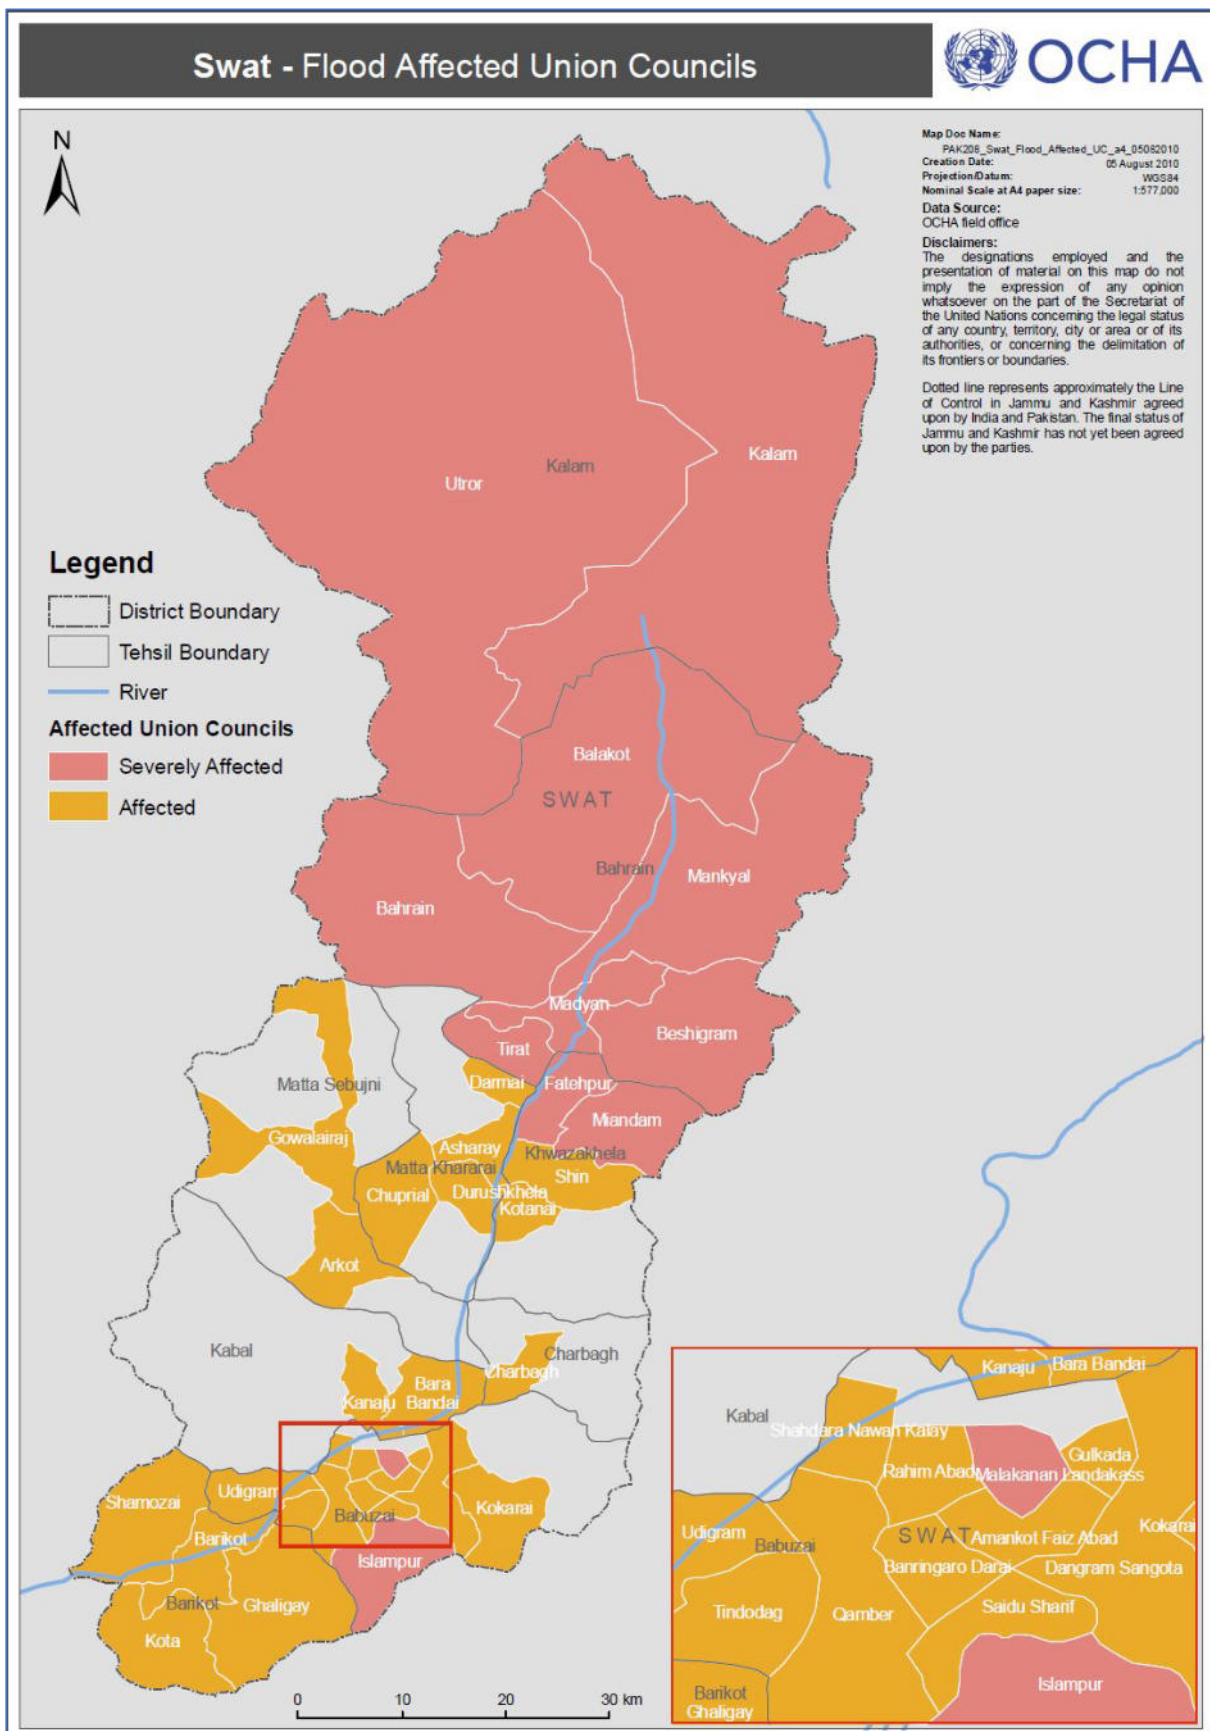 Swat - Flood Affected Union Councils
OCHA
N
Map Doc Name:
PAK208_Swat_Flood_Affected_UC_a4_05082010
Creation Date: 05 August 2010
Projection/Datum: WGS84
Nominal Scale at A4 paper size: 1:577,000
Data Source:
OCHA field office
Disclaimers:
The designations employed and the
presentation of material on this map do not
imply the expression of any opinion
whatsoever on the part of the Secretariat of
the United Nations concerning the legal status
of any country, territory, city or area or of its
authorities, or concerning the delimitation of
its frontiers or boundaries.
Dotted line represents approximately the Line
of Control in Jammu and Kashmir agreed
upon by India and Pakistan. The final status of
Jammu and Kashmir has not yet been agreed
upon by the parties.
Kalam
Kalam
Utror
Legend
District Boundary
Tehsil Boundary
River
Affected Union Councils
Severely Affected
Affected
Balakot
SWAT
Bahrain
Mankyal
Bahrain
Madyan
Beshigram
Tirat
Darmai
Fatehpur
Matta Sebujni
Miandam
Gowalairaj
Asharay
Khwazakhela
Matta Khararai
Shin
Chuprial
Durushkhela
Kotanai
Arkot
Kabal
Charbagh
Charbagh
Bara
Bandai
Kanaju
Shamozai
Udigram
Kokarai
Babuzai
Barikot
Islampur
Barikot
Ghaligay
Kota
0 10 20 30 km
Kanaju
Bara Bandai
Kabal
Shahdara Nawan Kalay
Gulkada
Rahim Abad
Malakanan Landakass
Kokarai
Udigram
SWAT
Amankot Faiz Abad
Babuzai
Banringaro Darai
Dangram Sangota
Tindodag
Qamber
Saidu Sharif
Islampur
Barikot
Ghaligay